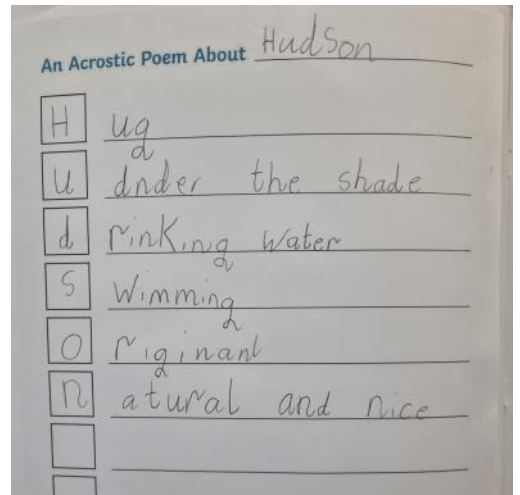 An Acrostic Poem About Hudson
H ug
U dnder the shade
d rinking water
S wimming
O riginanl
n atural and nice